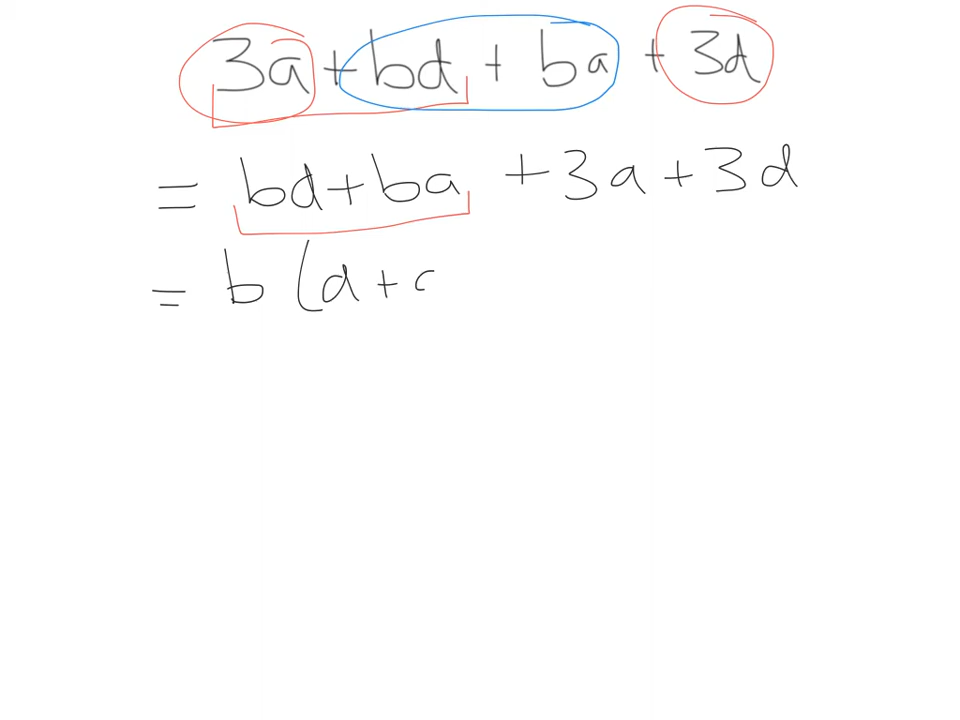 3a + bd + ba + 3d
= bd + ba + 3a + 3d
= b (d +